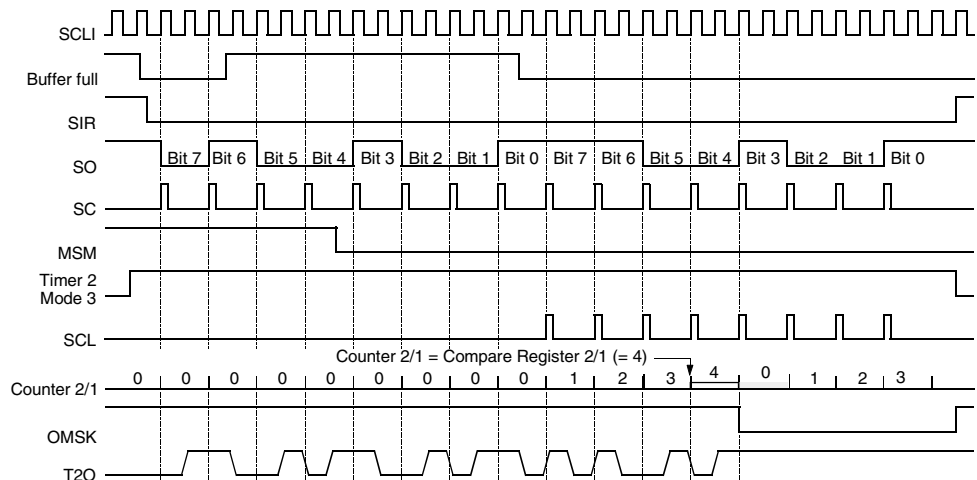 SCLI
Buffer full
SIR
SO Bit 7 Bit 6 Bit 5 Bit 4 Bit 3 Bit 2 Bit 1 Bit 0 Bit 7 Bit 6 Bit 5 Bit 4 Bit 3 Bit 2 Bit 1 Bit 0
SC
MSM
Timer 2
Mode 3
SCL
Counter 2/1 = Compare Register 2/1 (= 4)
Counter 2/1 0 0 0 0 0 0 0 0 0 1 2 3 4 0 1 2 3
OMSK
T2O